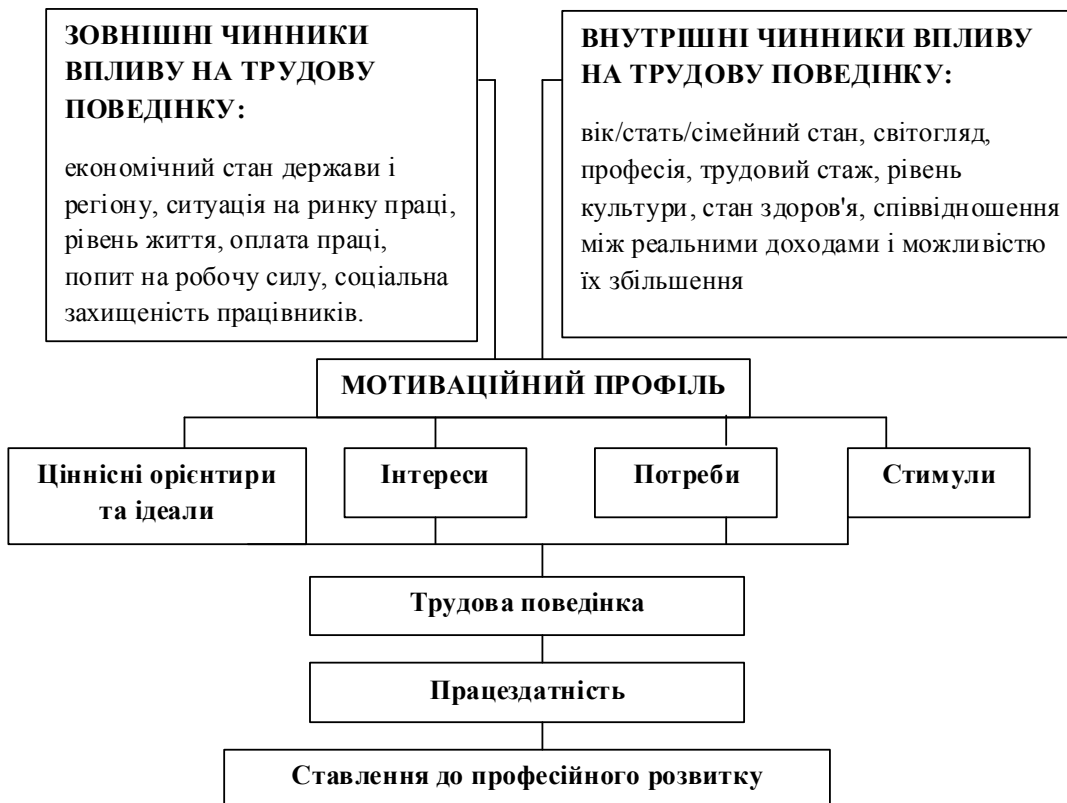 ЗОВНІШНІ ЧИННИКИ
ВПЛИВУ НА ТРУДОВУ
ПОВЕДІНКУ:
економічний стан держави і
регіону, ситуація на ринку праці,
рівень життя, оплата праці,
попит на робочу силу, соціальна
захищеність працівників.
ВНУТРІШНІ ЧИННИКИ ВПЛИВУ
НА ТРУДОВУ ПОВЕДІНКУ:
вік/стать/сімейний стан, світогляд,
професія, трудовий стаж, рівень
культури, стан здоров'я, співвідношення
між реальними доходами і можливістю
їх збільшення
МОТИВАЦІЙНИЙ ПРОФІЛЬ
Ціннісні орієнтири
та ідеали
Інтереси
Потреби
Стимули
Трудова поведінка
Працездатність
Ставлення до професійного розвитку